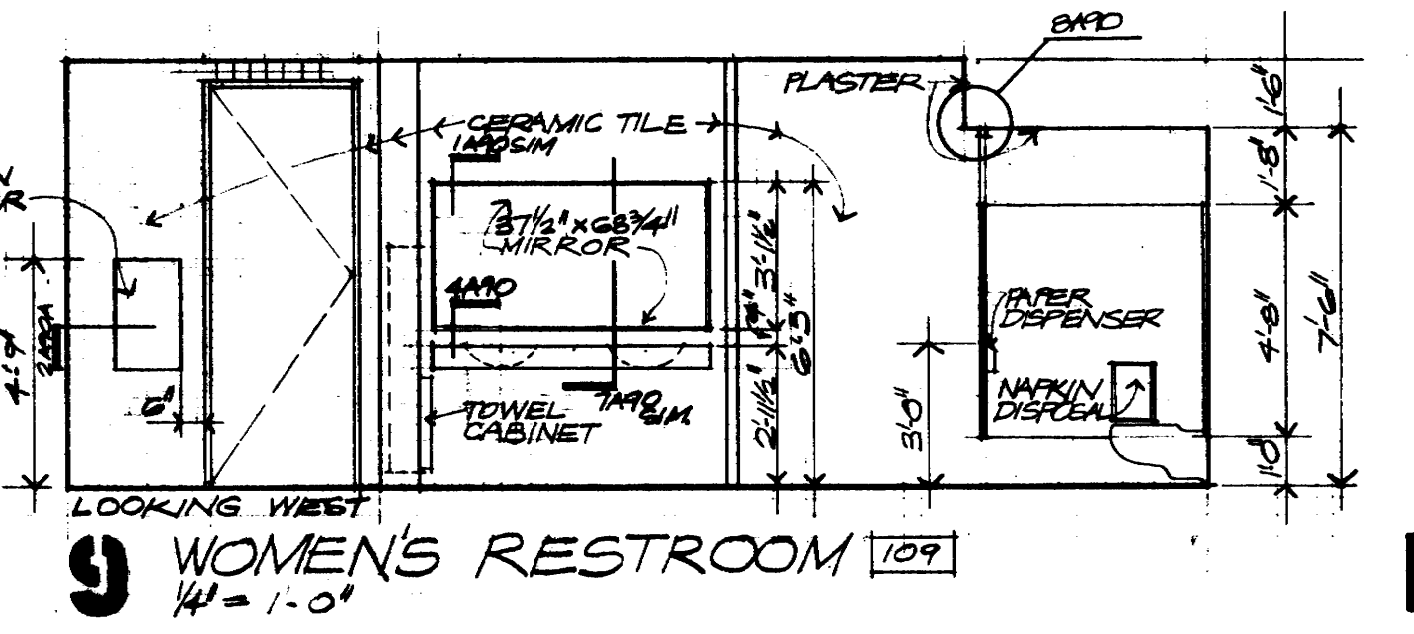 8A90
PLASTER
1'-6"
CERAMIC TILE
1A90 SIM
1'-8"
R
37 1/2" x 68 3/4"
MIRROR
3'-1 1/2"
4A90
6'-3"
PAPER
DISPENSER
4'-8"
7'-6"
4'-9"
6"
7A90
SIM.
TOWEL
CABINET
2'-11 1/2"
3'-0"
NAPKIN
DISPOSAL
1'0"
LOOKING WEST
9 WOMEN'S RESTROOM 109
1/4" = 1'-0"